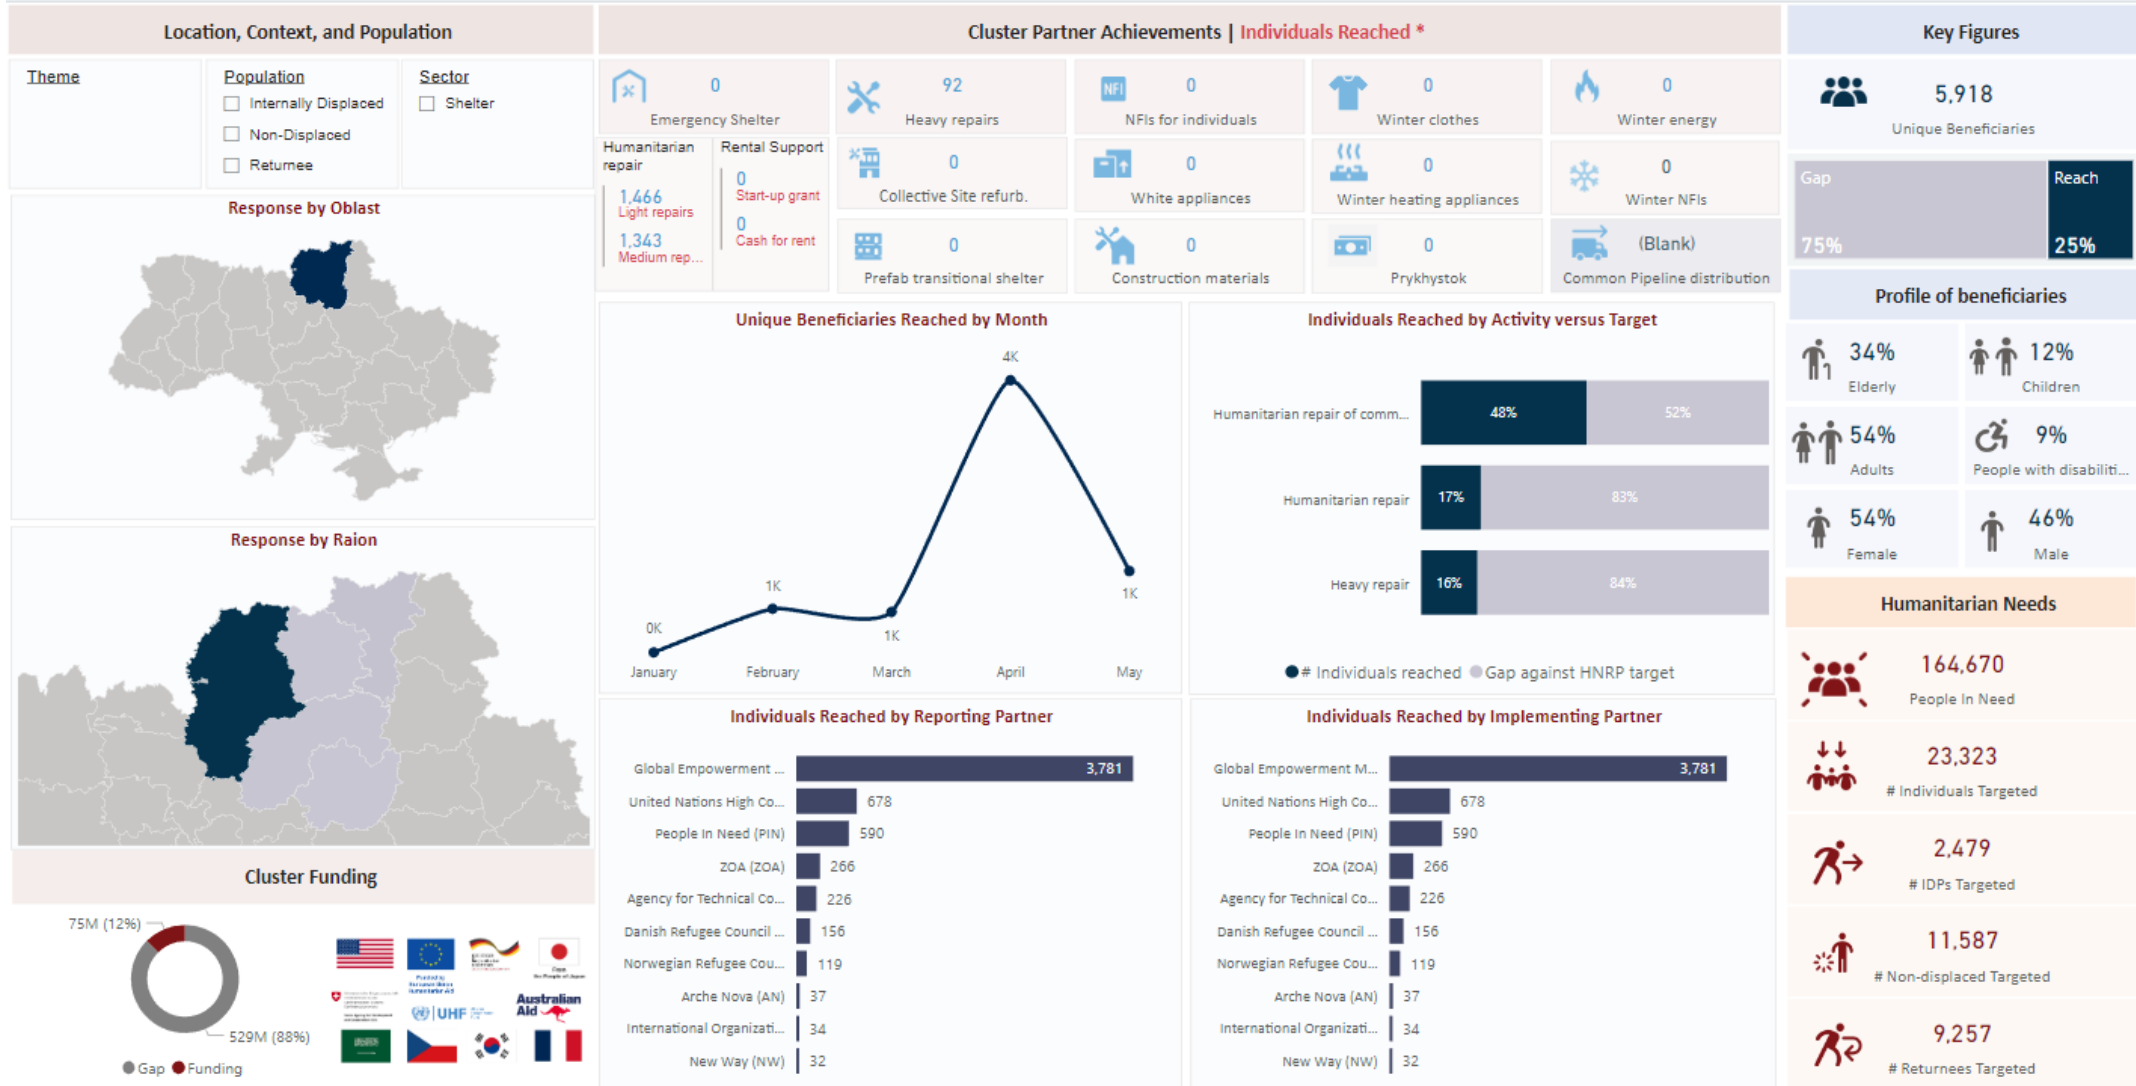 Location, Context, and Population
Theme
Population
Internally Displaced
Non-Displaced
Returnee
Sector
Shelter
Response by Oblast
Response by Raion
Cluster Funding
75M (12%)
529M (88%)
Gap
Funding
Australian
Aid
UHF
Cluster Partner Achievements | Individuals Reached *
0
Emergency Shelter
92
Heavy repairs
NFI
0
NFIs for individuals
0
Winter clothes
0
Winter energy
Humanitarian
repair
1,466
Light repairs
1,343
Medium rep...
Rental Support
0
Start-up grant
0
Cash for rent
0
Collective Site refurb.
0
White appliances
0
Winter heating appliances
0
Winter NFIs
0
Prefab transitional shelter
0
Construction materials
0
Prykhystok
(Blank)
Common Pipeline distribution
Unique Beneficiaries Reached by Month
4K
1K
0K
1K
1K
January
February
March
April
May
Individuals Reached by Activity versus Target
Humanitarian repair of comm...
48%
52%
Humanitarian repair
17%
83%
Heavy repair
16%
84%
# Individuals reached
Gap against HNRP target
Individuals Reached by Reporting Partner
Global Empowerment ...
3,781
United Nations High Co...
678
People In Need (PIN)
590
ZOA (ZOA)
266
Agency for Technical Co...
226
Danish Refugee Council ...
156
Norwegian Refugee Cou...
119
Arche Nova (AN)
37
International Organizati...
34
New Way (NW)
32
Individuals Reached by Implementing Partner
Global Empowerment M...
3,781
United Nations High Co...
678
People In Need (PIN)
590
ZOA (ZOA)
266
Agency for Technical Co...
226
Danish Refugee Council ...
156
Norwegian Refugee Cou...
119
Arche Nova (AN)
37
International Organizati...
34
New Way (NW)
32
Key Figures
5,918
Unique Beneficiaries
Gap
75%
Reach
25%
Profile of beneficiaries
34%
Elderly
12%
Children
54%
Adults
9%
People with disabiliti...
54%
Female
46%
Male
Humanitarian Needs
164,670
People In Need
23,323
# Individuals Targeted
2,479
# IDPs Targeted
11,587
# Non-displaced Targeted
9,257
# Returnees Targeted